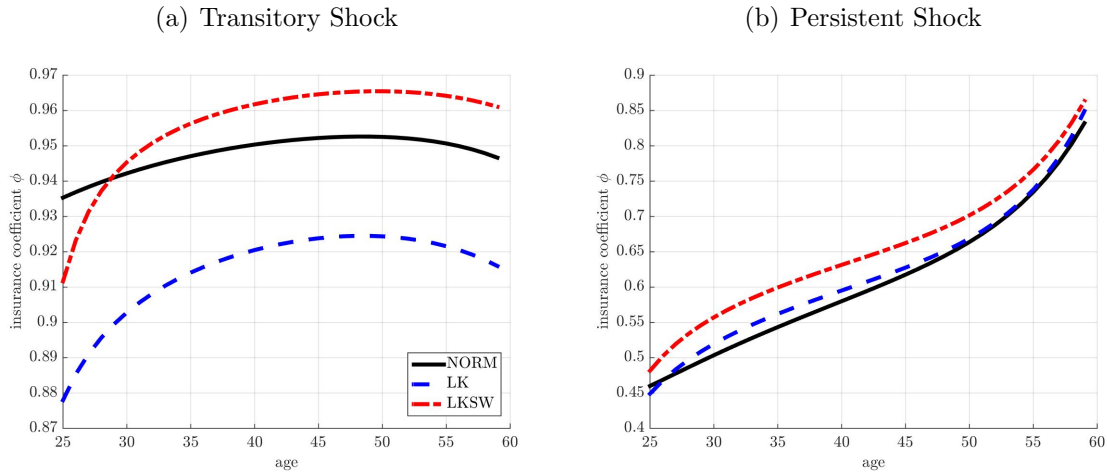 (a) Transitory Shock
0.97
0.96
0.95
0.94
0.93
0.92
0.91
0.9
0.89
0.88
0.87
insurance coefficient ϕ
25 30 35 40 45 50 55 60
age
NORM
LK
LKSW
(b) Persistent Shock
0.9
0.85
0.8
0.75
0.7
0.65
0.6
0.55
0.5
0.45
0.4
insurance coefficient ϕ
25 30 35 40 45 50 55 60
age